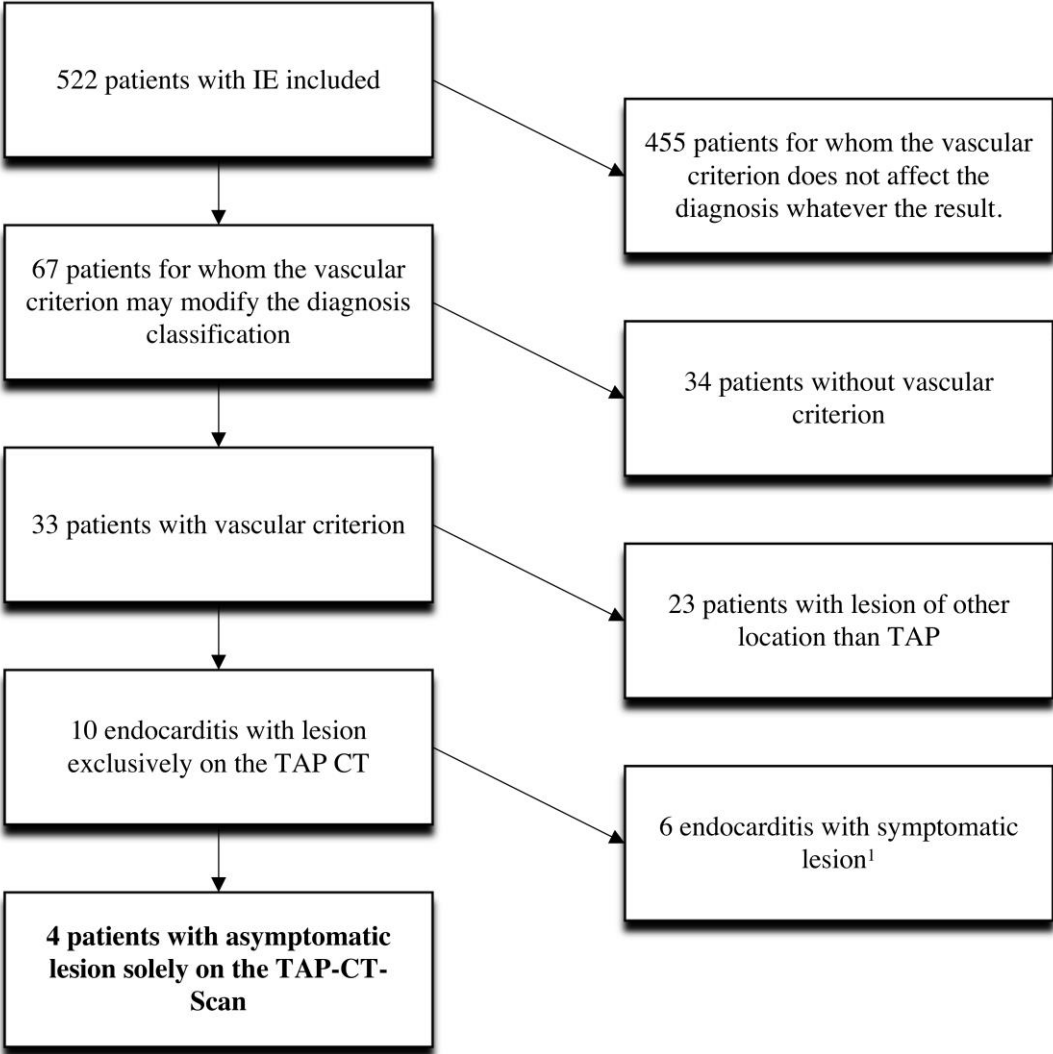 522 patients with IE included
455 patients for whom the vascular
criterion does not affect the
diagnosis whatever the result.
67 patients for whom the vascular
criterion may modify the diagnosis
classification
34 patients without vascular
criterion
33 patients with vascular criterion
23 patients with lesion of other
location than TAP
10 endocarditis with lesion
exclusively on the TAP CT
6 endocarditis with symptomatic
lesion¹
4 patients with asymptomatic
lesion solely on the TAP-CT-
Scan